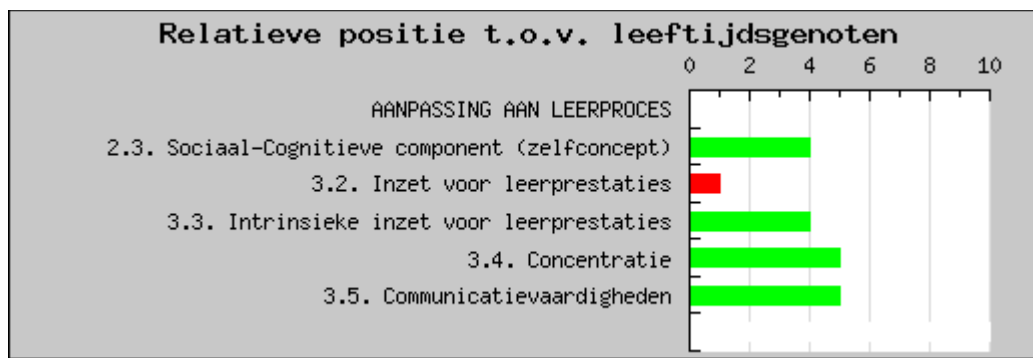 Relatieve positie t.o.v. leeftijdsgenoten
0 2 4 6 8 10
AANPASSING AAN LEERPROCES
2.3. Sociaal-Cognitieve component (zelfconcept)
3.2. Inzet voor leerprestaties
3.3. Intrinsieke inzet voor leerprestaties
3.4. Concentratie
3.5. Communicatievaardigheden